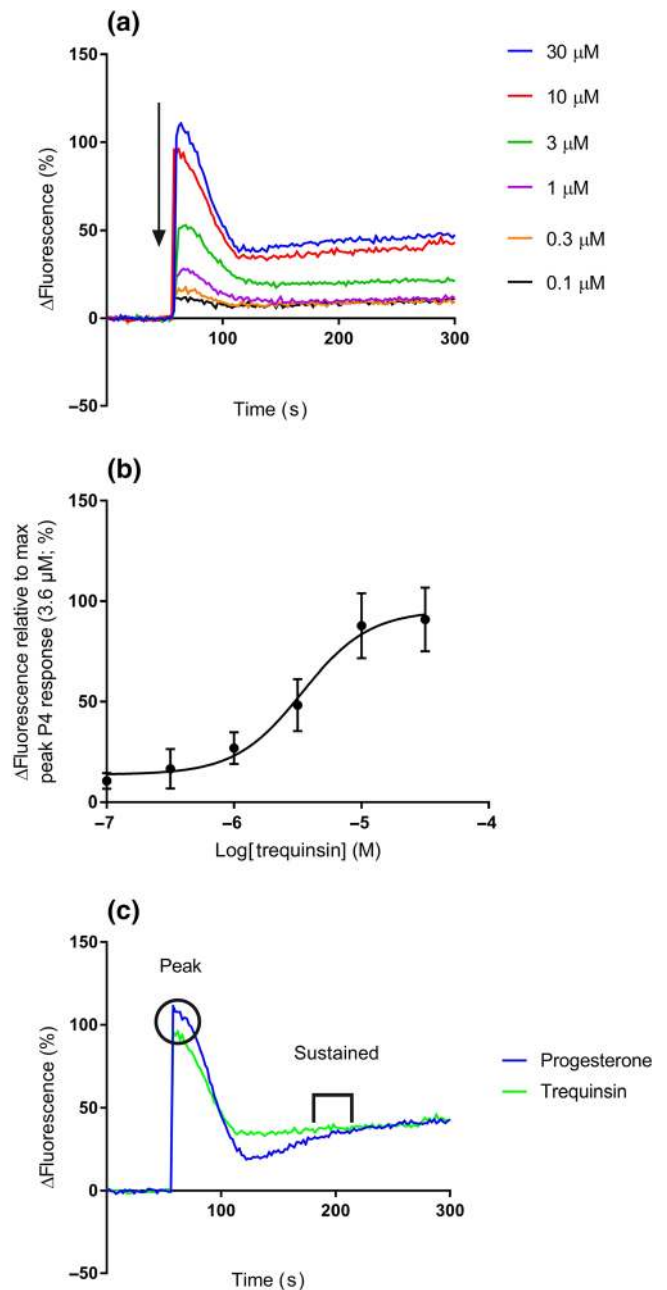 (a)
150
100
50
0
−50
ΔFluorescence (%)
100
200
300
Time (s)
30 μM
10 μM
3 μM
1 μM
0.3 μM
0.1 μM
(b)
150
100
50
0
ΔFluorescence relative to max
peak P4 response (3.6 μM; %)
−7
−6
−5
−4
Log[trequinsin] (M)
(c)
150
100
50
0
−50
ΔFluorescence (%)
Peak
Sustained
100
200
300
Time (s)
Progesterone
Trequinsin